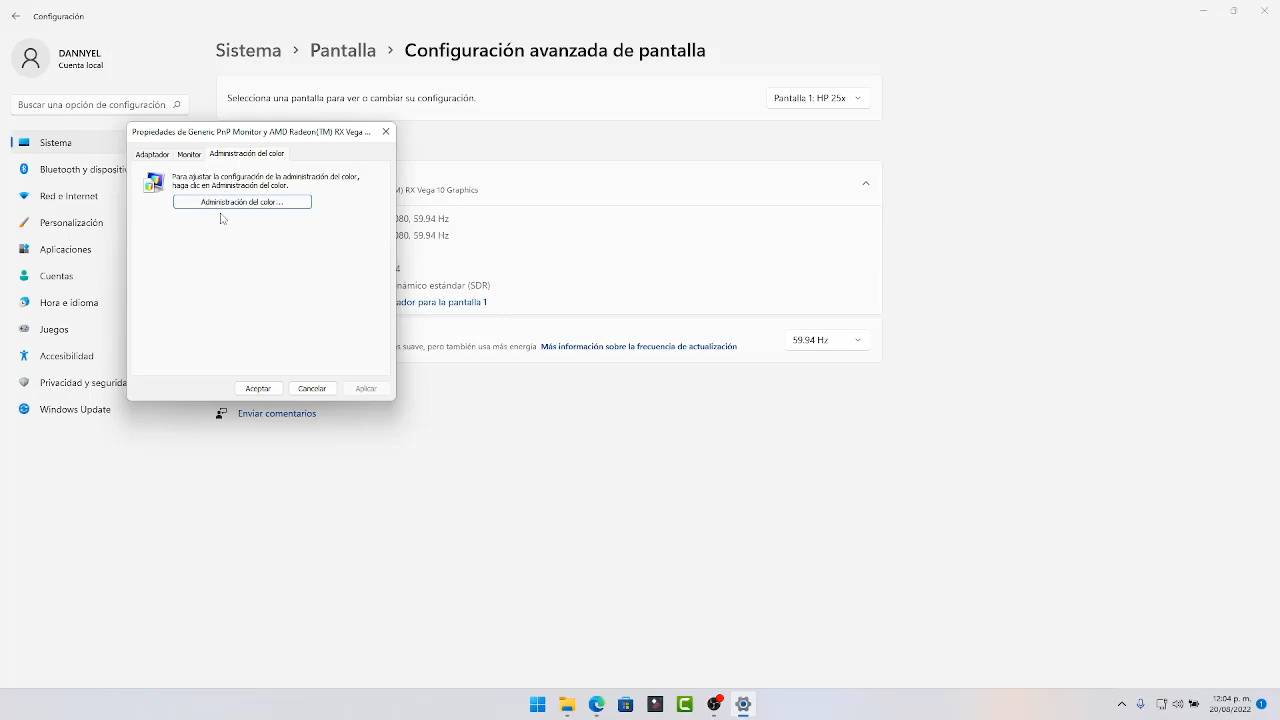 Configuración
DANNYEL
Cuenta local
Buscar una opción de configuración
Sistema
Bluetooth y dispositi
Red e Internet
Personalización
Aplicaciones
Cuentas
Hora e idioma
Juegos
Accesibilidad
Privacidad y segurida
Windows Update
Sistema > Pantalla > Configuración avanzada de pantalla
Selecciona una pantalla para ver o cambiar su configuración.
Pantalla 1: HP 25x
Propiedades de Generic PnP Monitor y AMD Radeon(TM) RX Vega ...
Adaptador Monitor Administración del color
Para ajustar la configuración de la administración del color,
haga clic en Administración del color.
Administración del color...
Aceptar Cancelar Aplicar
M) RX Vega 10 Graphics
080, 59.94 Hz
080, 59.94 Hz
4
námico estándar (SDR)
ador para la pantalla 1
s suave, pero también usa más energía Más información sobre la frecuencia de actualización
59.94 Hz
Enviar comentarios
12:04 p. m.
20/08/2022
1